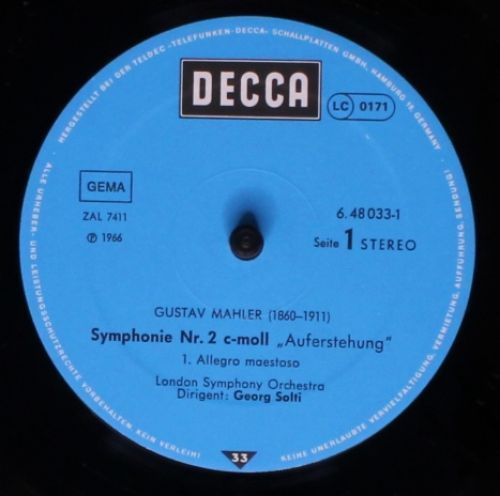 HERGESTELLT BEI DER TELDEC »TELEFUNKEN-DECCA« SCHALLPLATTEN GMBH, HAMBURG 19 GERMANY
DECCA
LC 0171
GEMA
ZAL 7411
℗ 1966
6.48033-1
Seite 1 STEREO
GUSTAV MAHLER (1860–1911)
Symphonie Nr. 2 c-moll „Auferstehung"
1. Allegro maestoso
London Symphony Orchestra
Dirigent: Georg Solti
33
ALLE URHEBER- UND LEISTUNGSSCHUTZRECHTE VORBEHALTEN. KEIN VERLEIH!
KEINE UNERLAUBTE VERVIELFÄLTIGUNG, VERMIETUNG, AUFFÜHRUNG, SENDUNG!